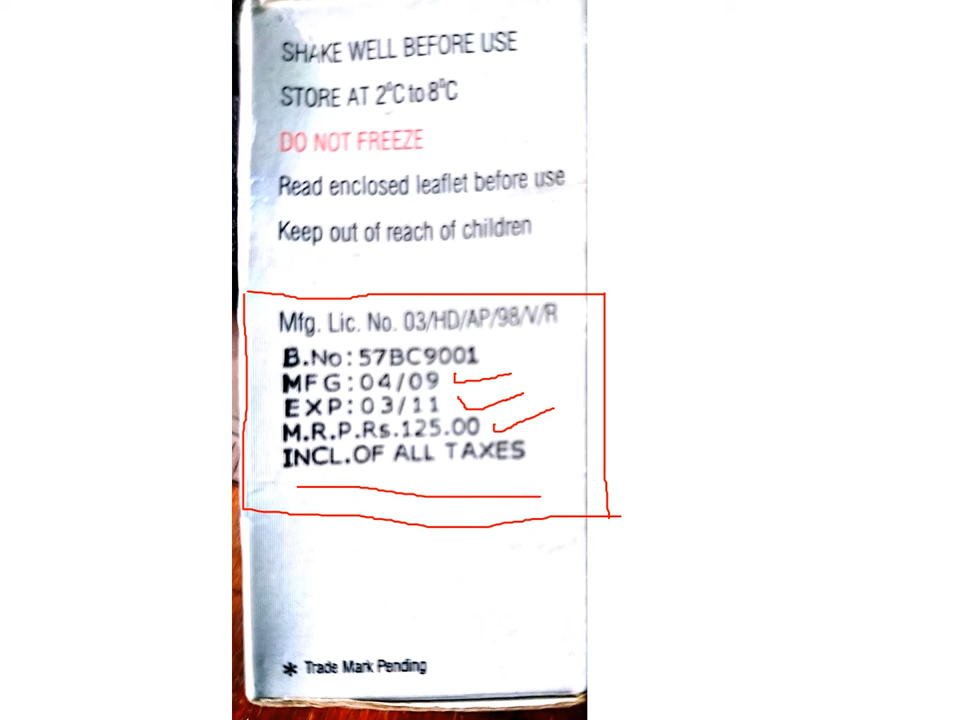 SHAKE WELL BEFORE USE
STORE AT 2°C to 8°C
DO NOT FREEZE
Read enclosed leaflet before use
Keep out of reach of children
Mfg. Lic. No. 03/HD/AP/98/V/R
B.No:57BC9001
MFG:04/09
EXP:03/11
M.R.P.Rs.125.00
INCL.OF ALL TAXES
* Trade Mark Pending